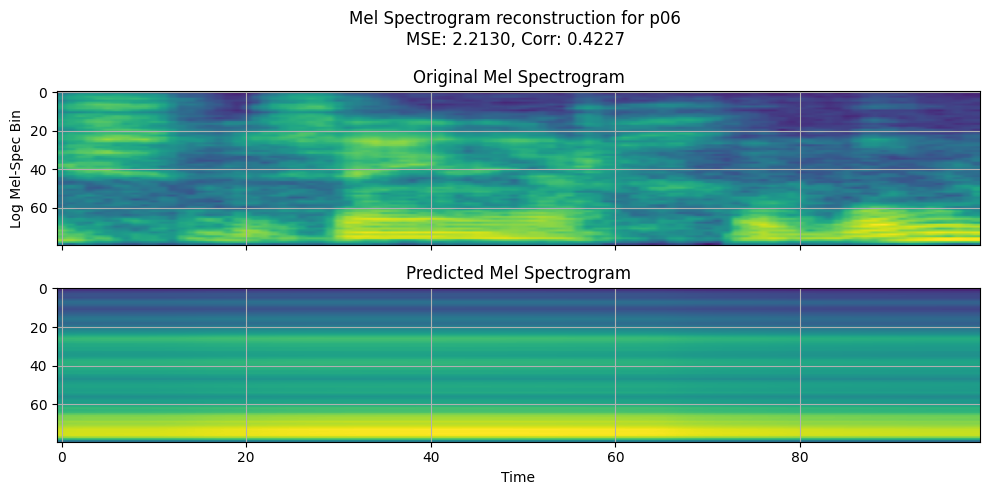 Mel Spectrogram reconstruction for p06
MSE: 2.2130, Corr: 0.4227
Original Mel Spectrogram
0
20
40
60
Log Mel-Spec Bin
Predicted Mel Spectrogram
0
20
40
60
0 20 40 60 80
Time